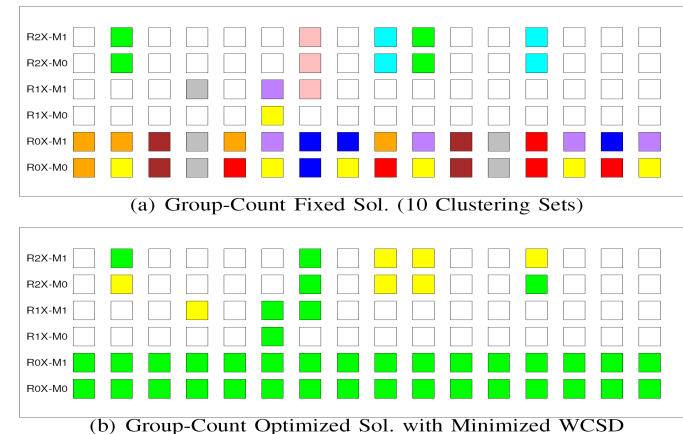 R2X-M1
R2X-M0
R1X-M1
R1X-M0
R0X-M1
R0X-M0
(a) Group-Count Fixed Sol. (10 Clustering Sets)
R2X-M1
R2X-M0
R1X-M1
R1X-M0
R0X-M1
R0X-M0
(b) Group-Count Optimized Sol. with Minimized WCSD